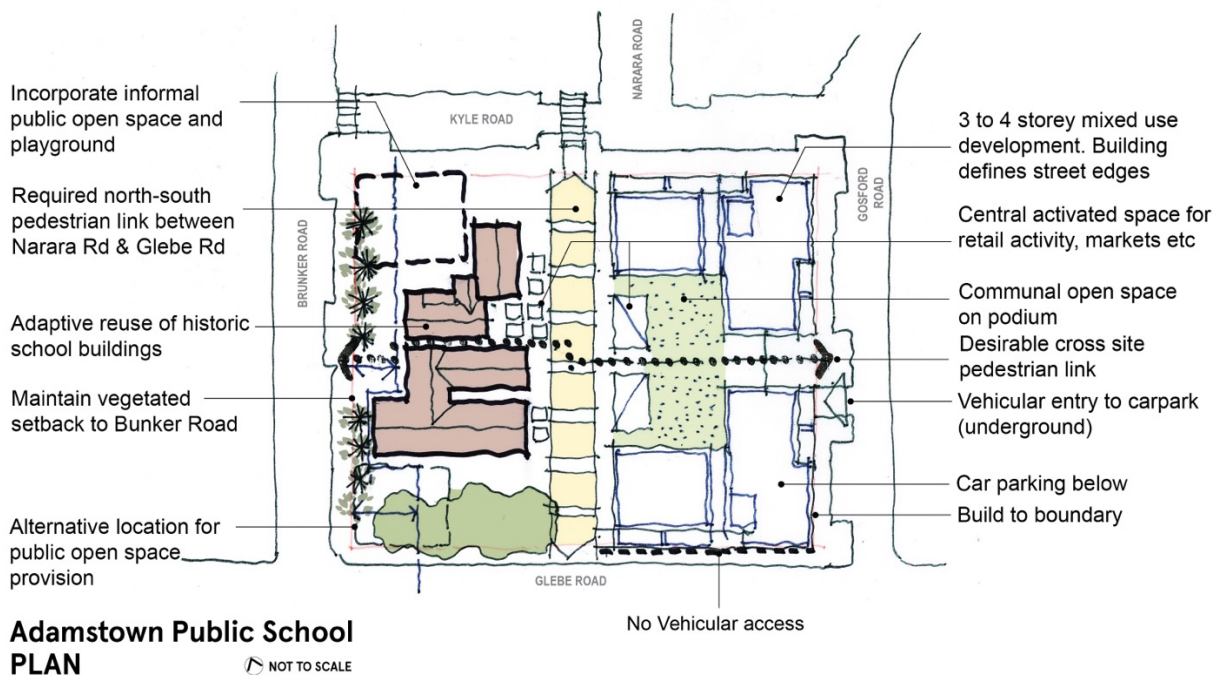 NARARA ROAD
KYLE ROAD
GOSFORD
ROAD
BRUNKER ROAD
GLEBE ROAD
Incorporate informal
public open space and
playground
Required north-south
pedestrian link between
Narara Rd & Glebe Rd
Adaptive reuse of historic
school buildings
Maintain vegetated
setback to Bunker Road
Alternative location for
public open space
provision
3 to 4 storey mixed use
development. Building
defines street edges
Central activated space for
retail activity, markets etc
Communal open space
on podium
Desirable cross site
pedestrian link
Vehicular entry to carpark
(underground)
Car parking below
Build to boundary
No Vehicular access
Adamstown Public School
PLAN
NOT TO SCALE